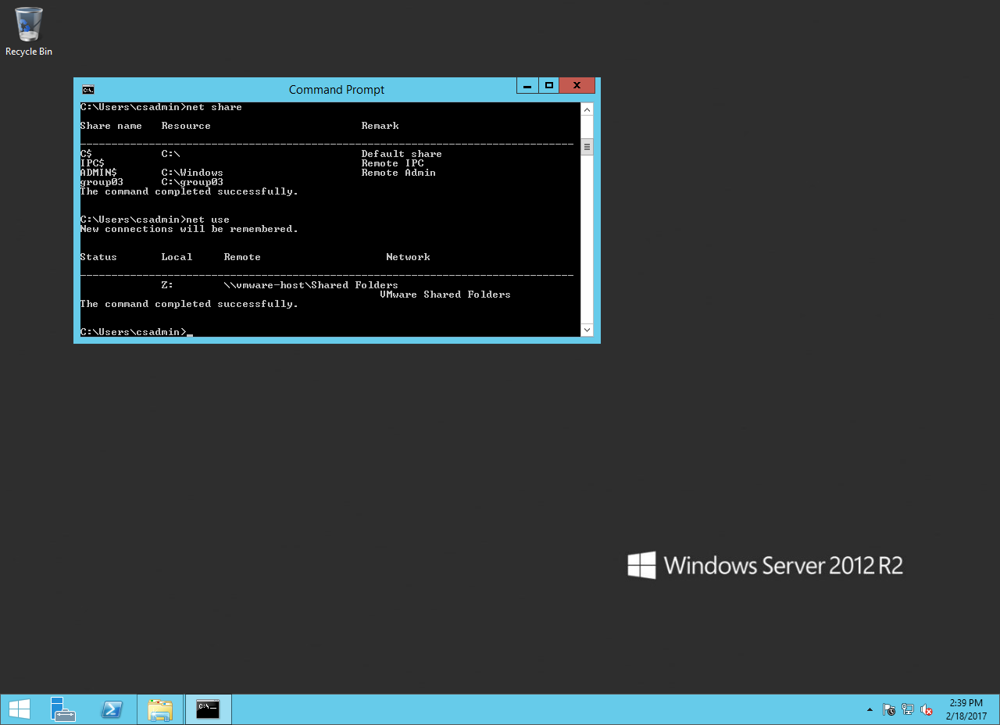 Recycle Bin
Command Prompt
C:\Users\csadmin>net share
Share name Resource Remark
C$ C:\ Default share
IPC$ Remote IPC
ADMIN$ C:\Windows Remote Admin
group03 C:\group03
The command completed successfully.
C:\Users\csadmin>net use
New connections will be remembered.
Status Local Remote Network
Z: \\vmware-host\Shared Folders
VMware Shared Folders
The command completed successfully.
C:\Users\csadmin>_
Windows Server 2012 R2
2:39 PM
2/18/2017